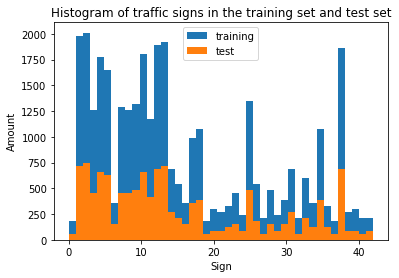 Histogram of traffic signs in the training set and test set
training
test
Amount
2000
1750
1500
1250
1000
750
500
250
0
0 10 20 30 40
Sign